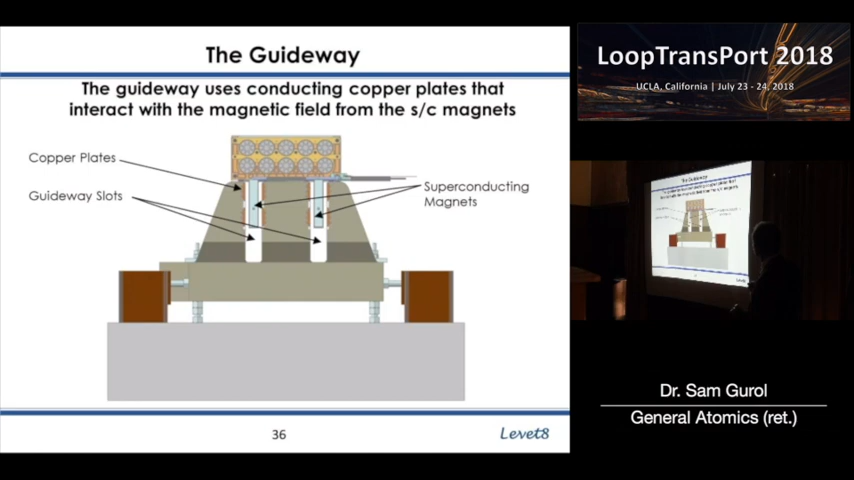 The Guideway
The guideway uses conducting copper plates that
interact with the magnetic field from the s/c magnets
Copper Plates
Guideway Slots
Superconducting
Magnets
36
Levet8
LoopTransPort 2018
UCLA, California | July 23 - 24, 2018
The Guideway
Dr. Sam Gurol
General Atomics (ret.)